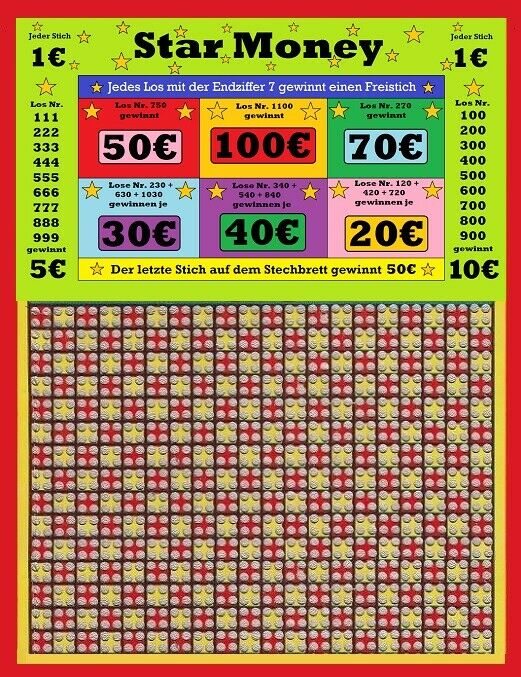 Jeder Stich
1€
Star Money
Jeder Stich
1€
Jedes Los mit der Endziffer 7 gewinnt einen Freistich
Los Nr.
111
222
333
444
555
666
777
888
999
gewinnt
5€
Los Nr. 750
gewinnt
50€
Los Nr. 1100
gewinnt
100€
Los Nr. 270
gewinnt
70€
Lose Nr. 230 +
630 + 1030
gewinnen je
30€
Lose Nr. 340 +
540 + 840
gewinnen je
40€
Lose Nr. 120 +
420 + 720
gewinnen je
20€
Der letzte Stich auf dem Stechbrett gewinnt 50€
Los Nr.
100
200
300
400
500
600
700
800
900
gewinnt
10€